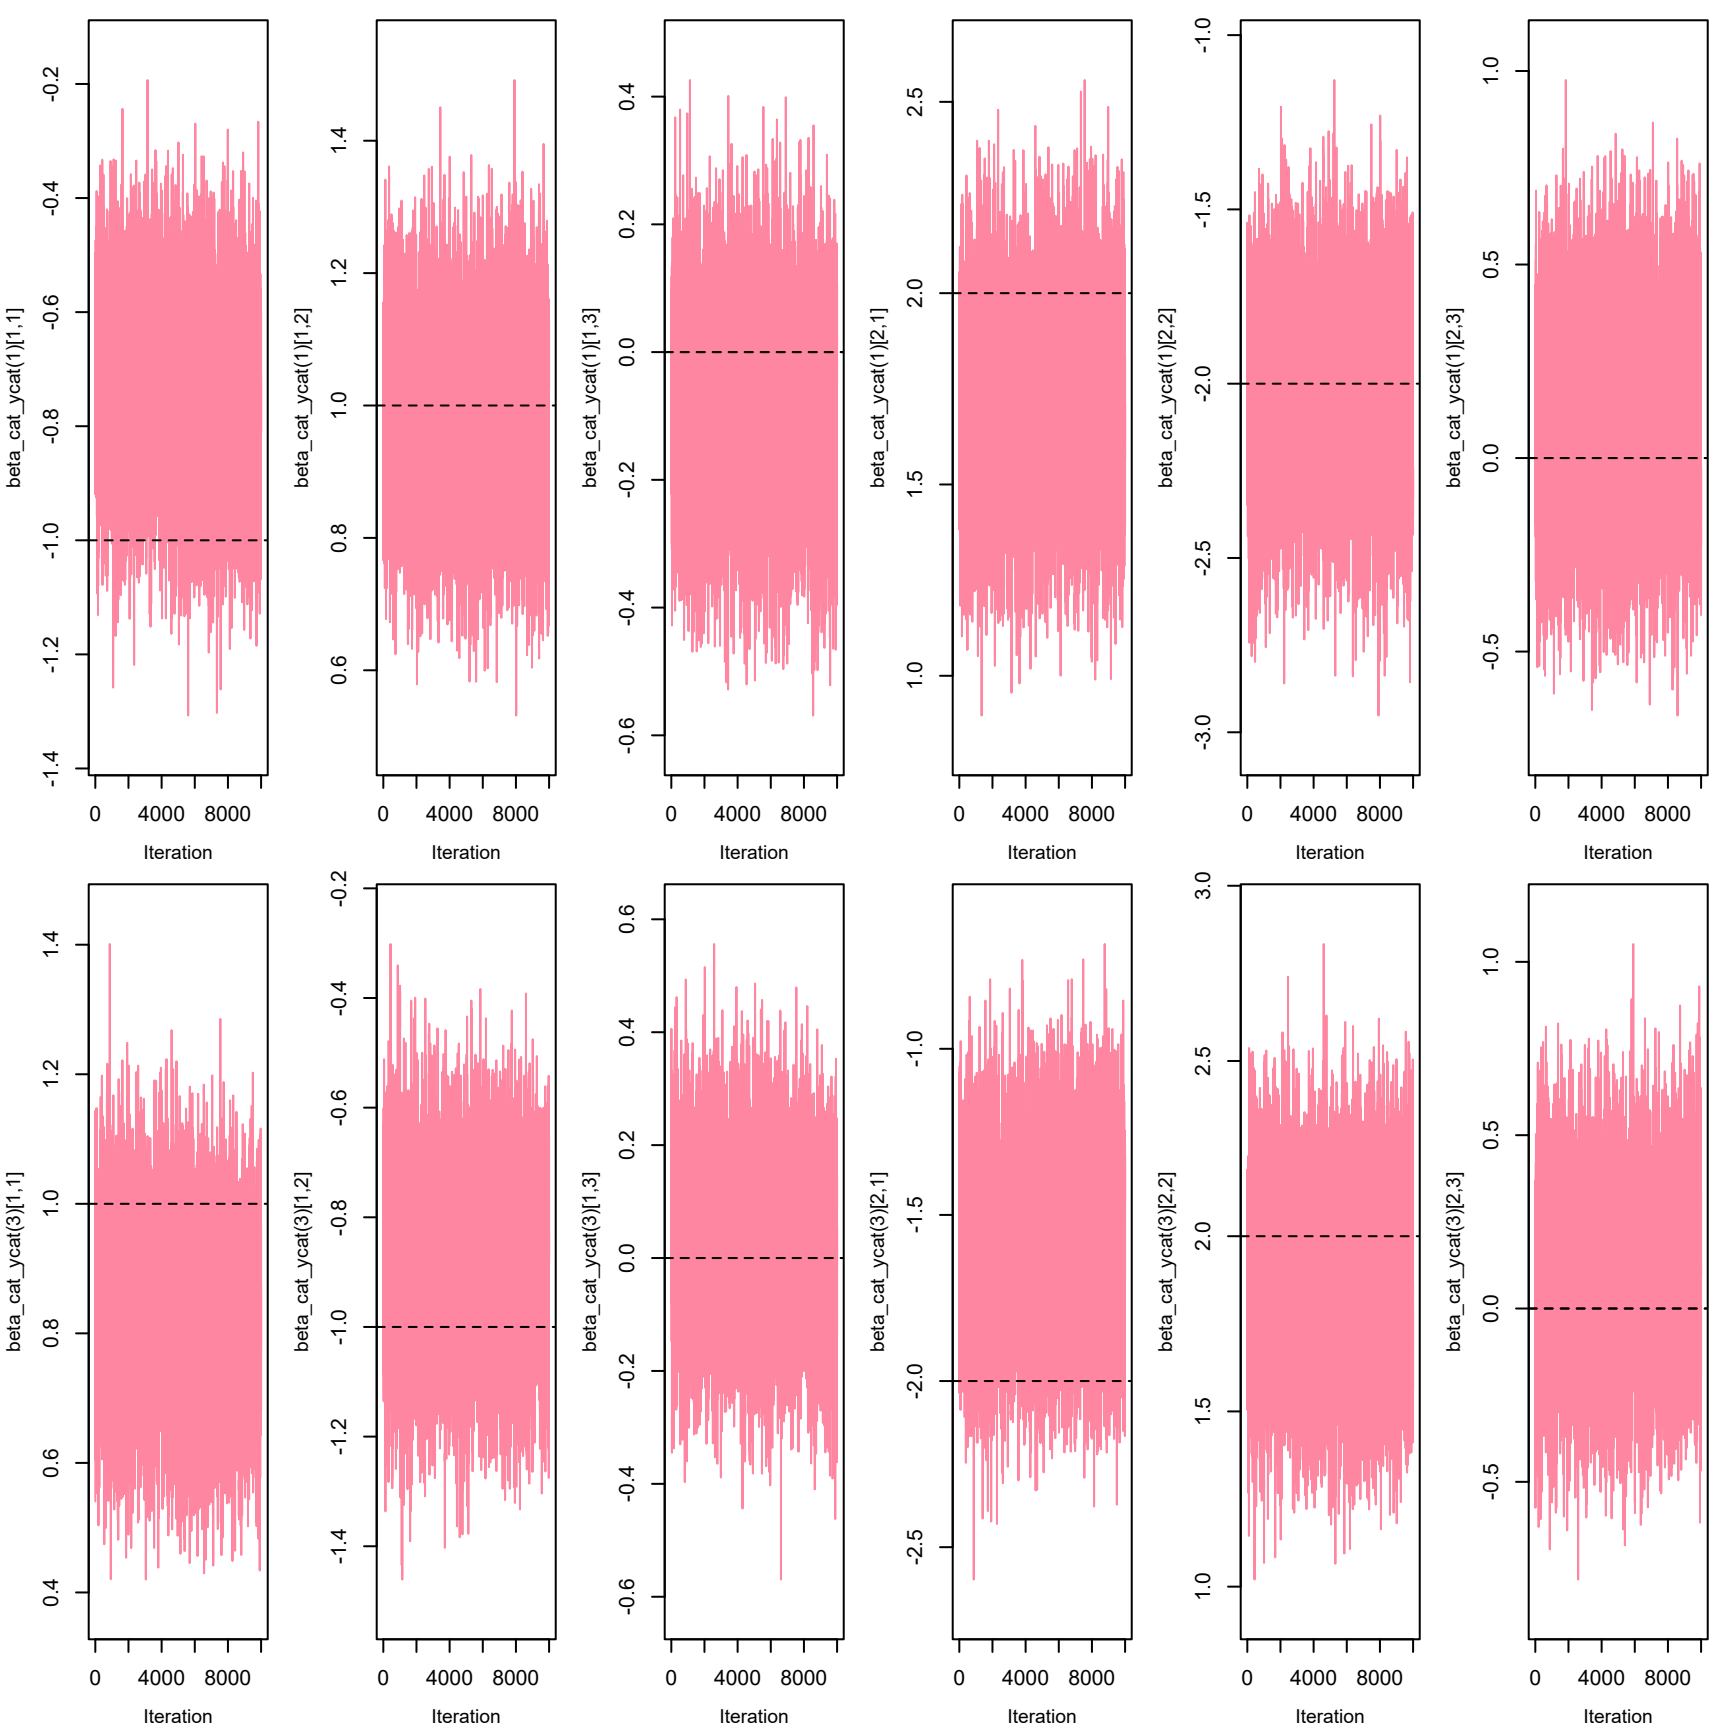 beta_cat_ycat(1)[1,1]
-1.4 -1.2 -1.0 -0.8 -0.6 -0.4 -0.2
0 4000 8000
Iteration
beta_cat_ycat(1)[1,2]
0.6 0.8 1.0 1.2 1.4
0 4000 8000
Iteration
beta_cat_ycat(1)[1,3]
-0.6 -0.4 -0.2 0.0 0.2 0.4
0 4000 8000
Iteration
beta_cat_ycat(1)[2,1]
1.0 1.5 2.0 2.5
0 4000 8000
Iteration
beta_cat_ycat(1)[2,2]
-3.0 -2.5 -2.0 -1.5 -1.0
0 4000 8000
Iteration
beta_cat_ycat(1)[2,3]
-0.5 0.0 0.5 1.0
0 4000 8000
Iteration
beta_cat_ycat(3)[1,1]
0.4 0.6 0.8 1.0 1.2 1.4
0 4000 8000
Iteration
beta_cat_ycat(3)[1,2]
-1.4 -1.2 -1.0 -0.8 -0.6 -0.4 -0.2
0 4000 8000
Iteration
beta_cat_ycat(3)[1,3]
-0.6 -0.4 -0.2 0.0 0.2 0.4 0.6
0 4000 8000
Iteration
beta_cat_ycat(3)[2,1]
-2.5 -2.0 -1.5 -1.0
0 4000 8000
Iteration
beta_cat_ycat(3)[2,2]
1.0 1.5 2.0 2.5 3.0
0 4000 8000
Iteration
beta_cat_ycat(3)[2,3]
-0.5 0.0 0.5 1.0
0 4000 8000
Iteration